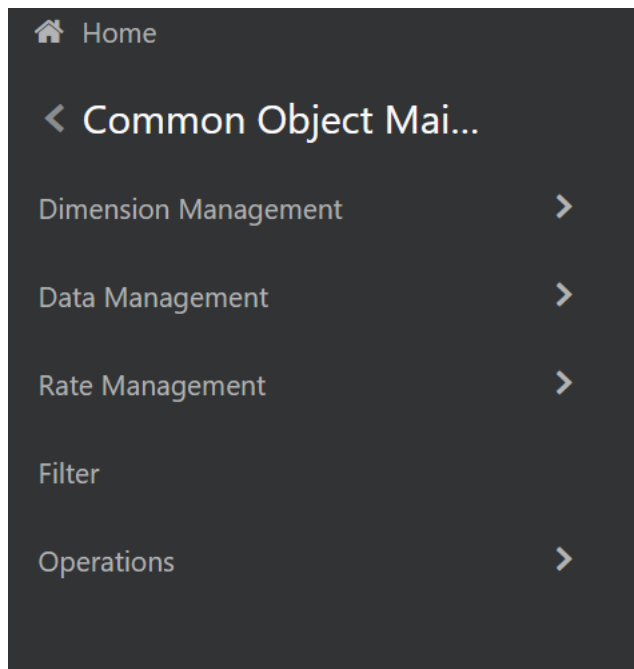 Home
Common Object Mai...
Dimension Management
Data Management
Rate Management
Filter
Operations